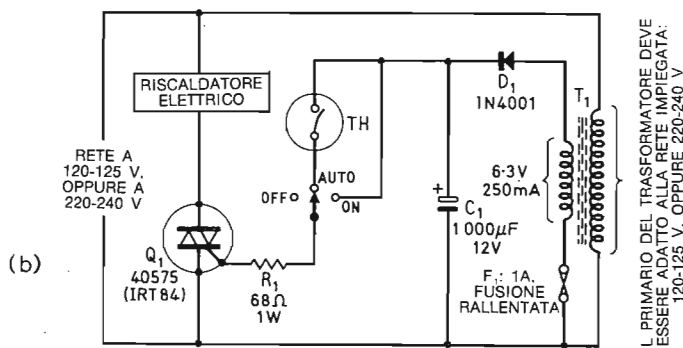 RISCALDATORE
ELETTRICO
RETE A
120-125 V,
OPPURE A
220-240 V
(b)
Q1
40575
(IRT84)
R1
68Ω
1W
TH
AUTO
OFF
ON
D1
1N4001
+
C1
1000µF
12V
T1
6·3V
250mA
F1: 1A,
FUSIONE
RALLENTATA
L PRIMARIO DEL TRASFORMATORE DEVE
ESSERE ADATTO ALLA RETE IMPIEGATA:
120-125 V, OPPURE 220-240 V